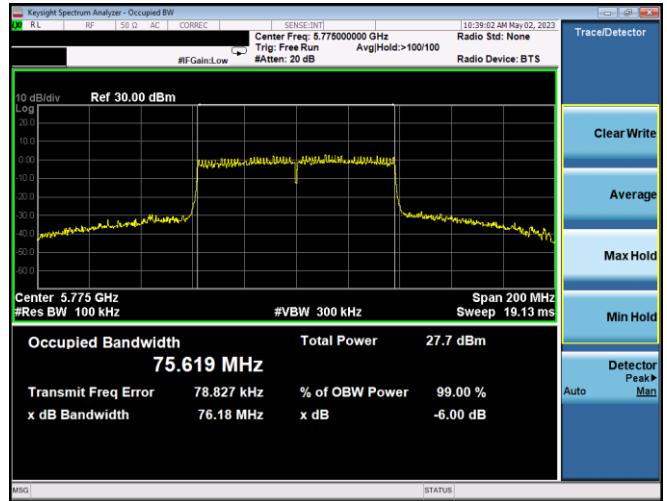 Keysight Spectrum Analyzer - Occupied BW
RL RF 50 Ω AC CORREC SENSE:INT 10:39:02 AM May 02, 2023
Center Freq: 5.775000000 GHz Radio Std: None
Trig: Free Run Avg|Hold:>100/100
#IFGain:Low #Atten: 20 dB Radio Device: BTS
Trace/Detector
10 dB/div Ref 30.00 dBm
Log
20.0
10.0
0.00
-10.0
-20.0
-30.0
-40.0
-50.0
-60.0
Center 5.775 GHz Span 200 MHz
#Res BW 100 kHz #VBW 300 kHz Sweep 19.13 ms
Occupied Bandwidth Total Power 27.7 dBm
75.619 MHz
Transmit Freq Error 78.827 kHz % of OBW Power 99.00 %
x dB Bandwidth 76.18 MHz x dB -6.00 dB
Clear Write
Average
Max Hold
Min Hold
Detector
Peak▶
Auto Man
MSG STATUS